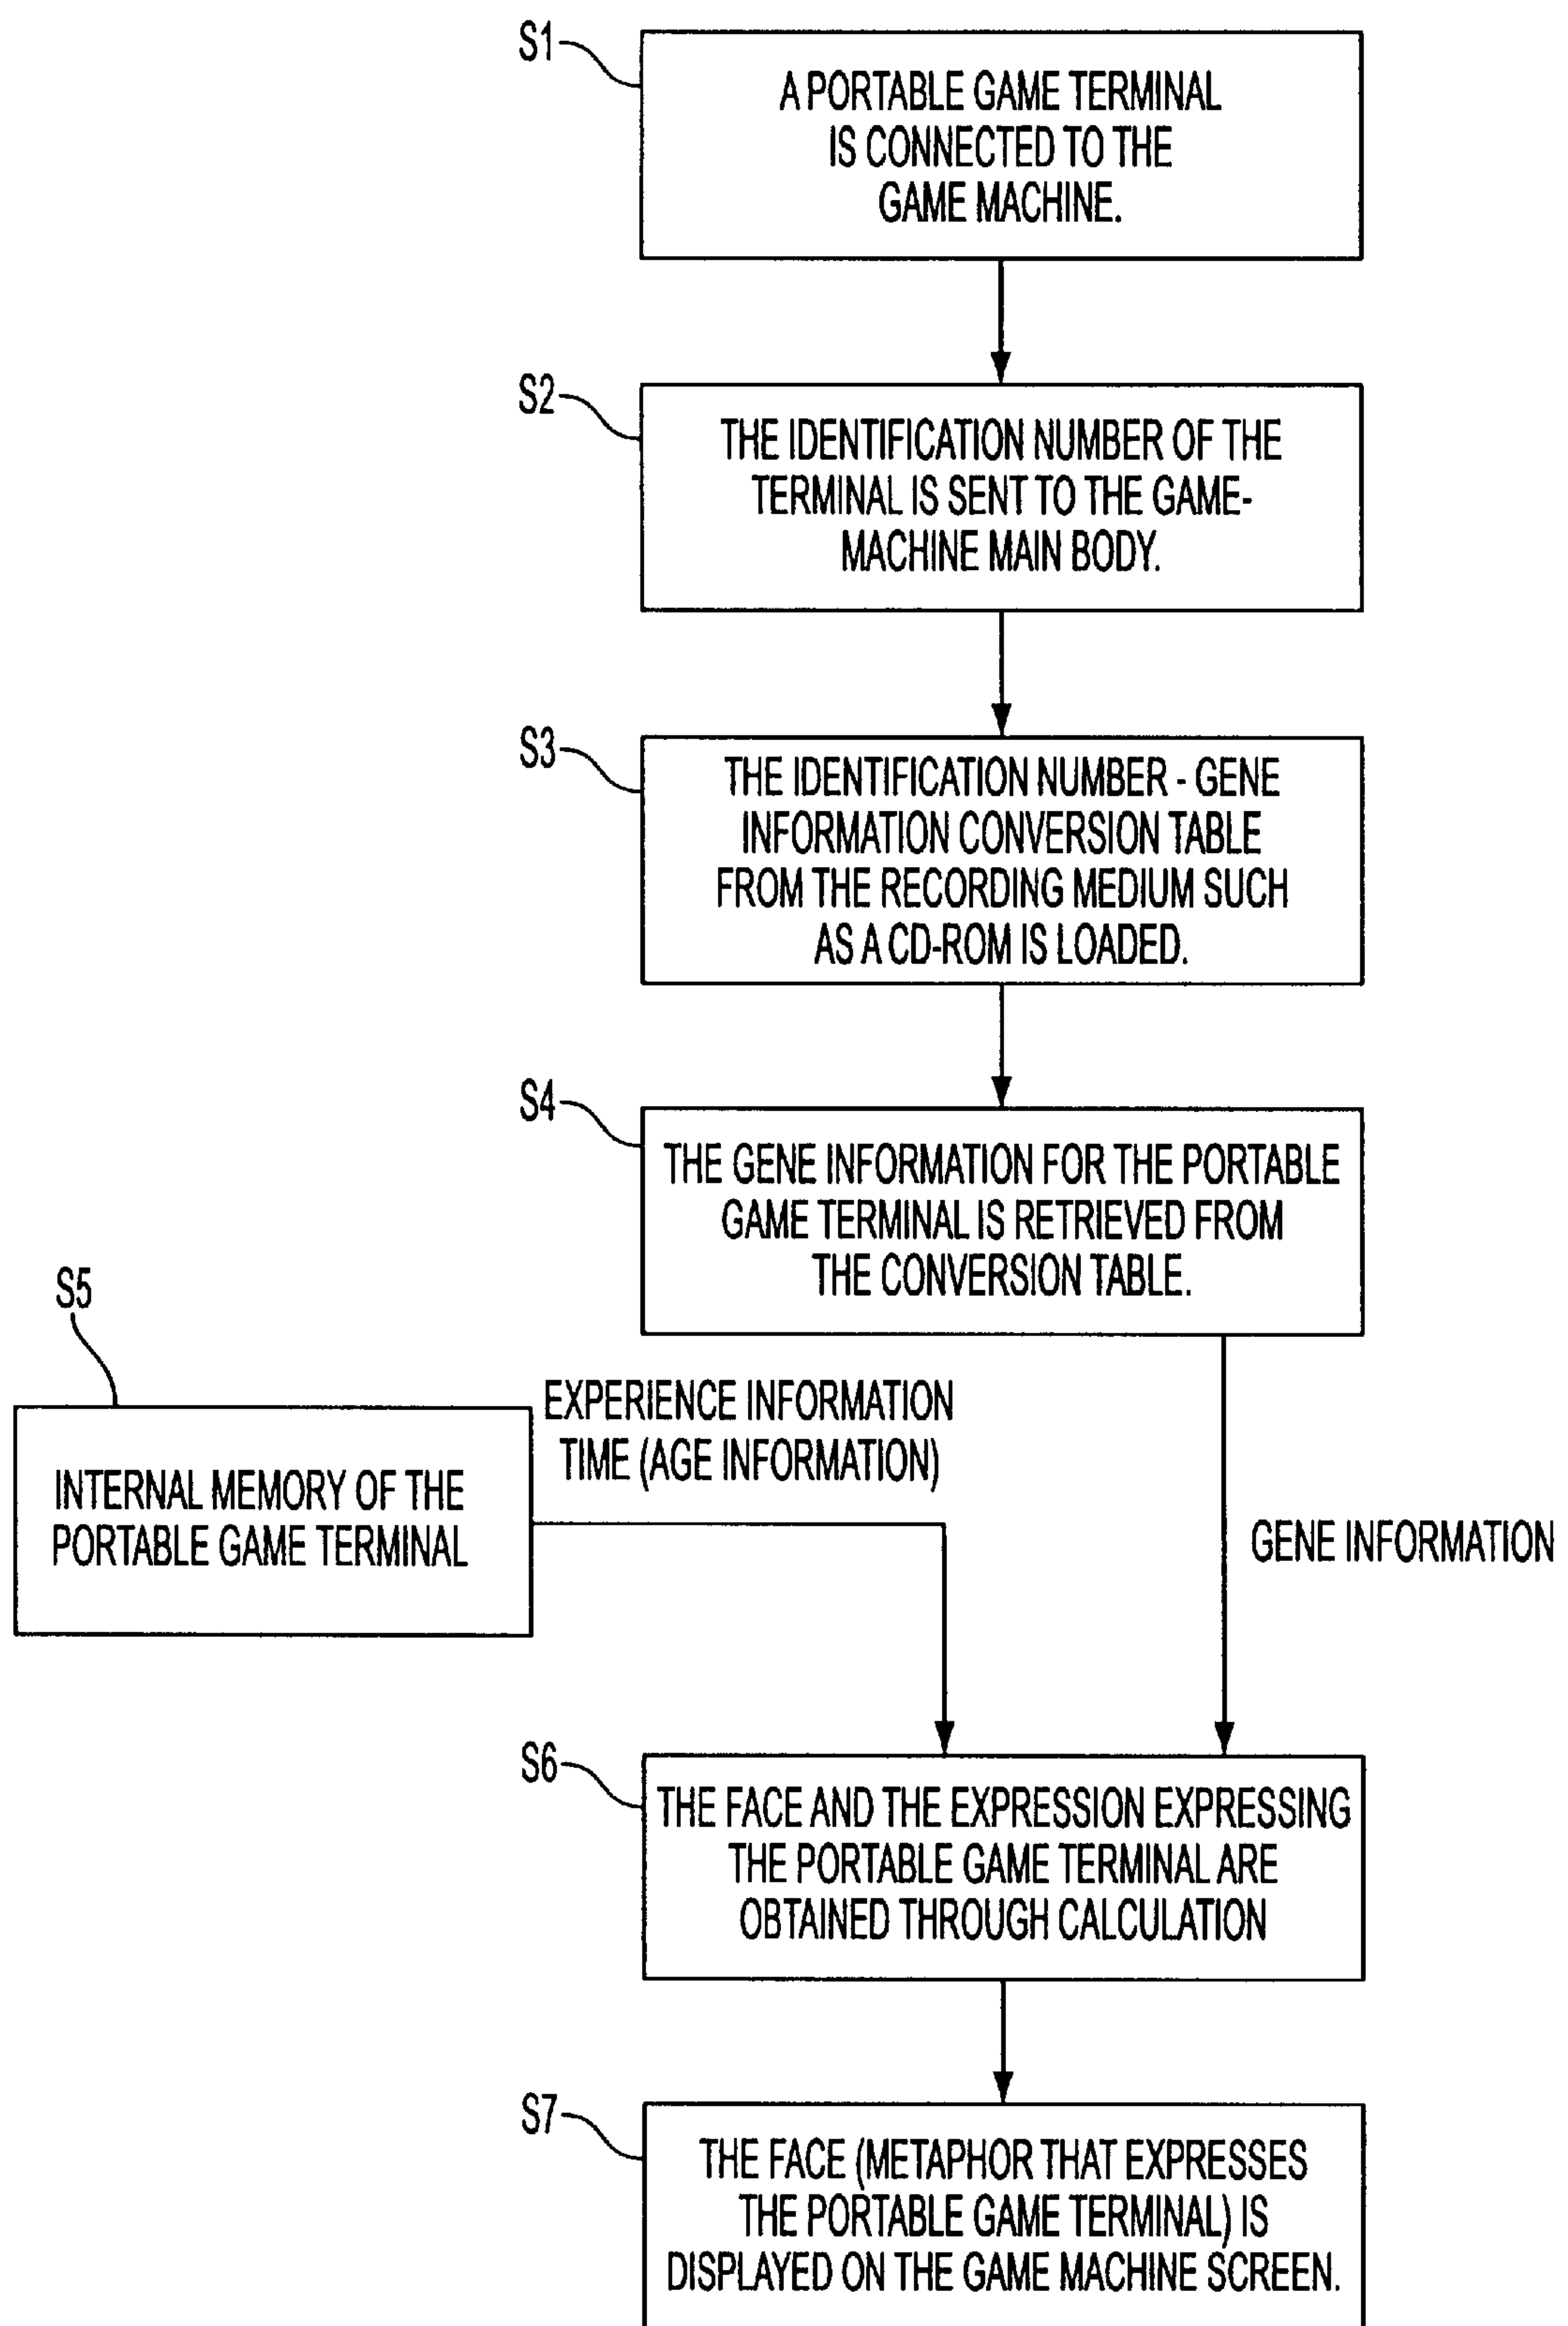 S1
A PORTABLE GAME TERMINAL
IS CONNECTED TO THE
GAME MACHINE.
S2
THE IDENTIFICATION NUMBER OF THE
TERMINAL IS SENT TO THE GAME-
MACHINE MAIN BODY.
S3
THE IDENTIFICATION NUMBER - GENE
INFORMATION CONVERSION TABLE
FROM THE RECORDING MEDIUM SUCH
AS A CD-ROM IS LOADED.
S4
THE GENE INFORMATION FOR THE PORTABLE
GAME TERMINAL IS RETRIEVED FROM
THE CONVERSION TABLE.
S5
INTERNAL MEMORY OF THE
PORTABLE GAME TERMINAL
EXPERIENCE INFORMATION
TIME (AGE INFORMATION)
GENE INFORMATION
S6
THE FACE AND THE EXPRESSION EXPRESSING
THE PORTABLE GAME TERMINAL ARE
OBTAINED THROUGH CALCULATION
S7
THE FACE (METAPHOR THAT EXPRESSES
THE PORTABLE GAME TERMINAL) IS
DISPLAYED ON THE GAME MACHINE SCREEN.